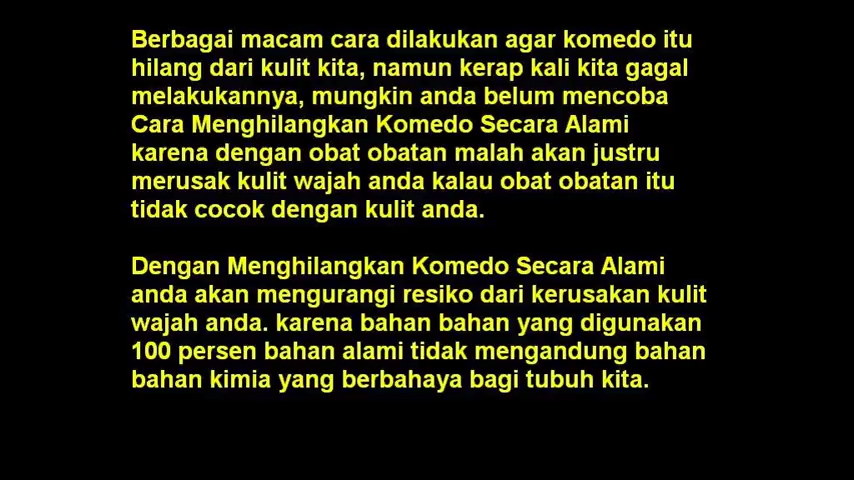 Berbagai macam cara dilakukan agar komedo itu
hilang dari kulit kita, namun kerap kali kita gagal
melakukannya, mungkin anda belum mencoba
Cara Menghilangkan Komedo Secara Alami
karena dengan obat obatan malah akan justru
merusak kulit wajah anda kalau obat obatan itu
tidak cocok dengan kulit anda.
Dengan Menghilangkan Komedo Secara Alami
anda akan mengurangi resiko dari kerusakan kulit
wajah anda. karena bahan bahan yang digunakan
100 persen bahan alami tidak mengandung bahan
bahan kimia yang berbahaya bagi tubuh kita.